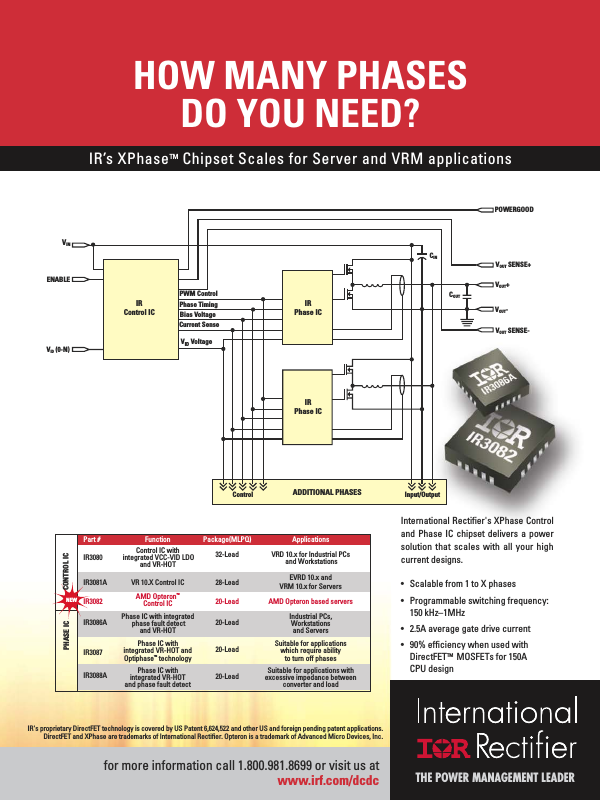 HOW MANY PHASES
DO YOU NEED?
IR's XPhase™ Chipset Scales for Server and VRM applications
POWERGOOD
VIN
CIN
VOUT SENSE+
ENABLE
IR
Control IC
PWM Control
Phase Timing
Bias Voltage
Current Sense
VID Voltage
IR
Phase IC
VOUT+
COUT
VOUT-
VOUT SENSE-
VID (0-N)
IR
Phase IC
IOR
IR3086A
IOR
IR3082
Control
ADDITIONAL PHASES
Input/Output
International Rectifier's XPhase Control
and Phase IC chipset delivers a power
solution that scales with all your high
current designs.
• Scalable from 1 to X phases
• Programmable switching frequency:
150 kHz–1MHz
• 2.5A average gate drive current
• 90% efficiency when used with
DirectFET™ MOSFETs for 150A
CPU design
Part # Function Package(MLPQ) Applications
CONTROL IC
IR3080 Control IC with integrated VCC-VID LDO and VR-HOT 32-Lead VRD 10.x for Industrial PCs and Workstations
IR3081A VR 10.X Control IC 28-Lead EVRD 10.x and VRM 10.x for Servers
NEW
IR3082 AMD Opteron™ Control IC 20-Lead AMD Opteron based servers
PHASE IC
IR3086A Phase IC with integrated phase fault detect and VR-HOT 20-Lead Industrial PCs, Workstations and Servers
IR3087 Phase IC with integrated VR-HOT and Optiphase™ technology 20-Lead Suitable for applications which require ability to turn off phases
IR3088A Phase IC with integrated VR-HOT and phase fault detect 20-Lead Suitable for applications with excessive impedance between converter and load
IR's proprietary DirectFET technology is covered by US Patent 6,624,522 and other US and foreign pending patent applications.
DirectFET and XPhase are trademarks of International Rectifier. Opteron is a trademark of Advanced Micro Devices, Inc.
for more information call 1.800.981.8699 or visit us at
www.irf.com/dcdc
International
IOR Rectifier
THE POWER MANAGEMENT LEADER